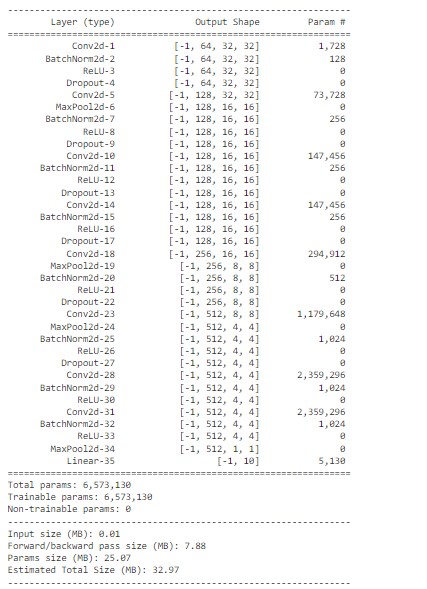 ----------------------------------------------------------------
Layer (type) Output Shape Param #
================================================================
Conv2d-1 [-1, 64, 32, 32] 1,728
BatchNorm2d-2 [-1, 64, 32, 32] 128
ReLU-3 [-1, 64, 32, 32] 0
Dropout-4 [-1, 64, 32, 32] 0
Conv2d-5 [-1, 128, 32, 32] 73,728
MaxPool2d-6 [-1, 128, 16, 16] 0
BatchNorm2d-7 [-1, 128, 16, 16] 256
ReLU-8 [-1, 128, 16, 16] 0
Dropout-9 [-1, 128, 16, 16] 0
Conv2d-10 [-1, 128, 16, 16] 147,456
BatchNorm2d-11 [-1, 128, 16, 16] 256
ReLU-12 [-1, 128, 16, 16] 0
Dropout-13 [-1, 128, 16, 16] 0
Conv2d-14 [-1, 128, 16, 16] 147,456
BatchNorm2d-15 [-1, 128, 16, 16] 256
ReLU-16 [-1, 128, 16, 16] 0
Dropout-17 [-1, 128, 16, 16] 0
Conv2d-18 [-1, 256, 16, 16] 294,912
MaxPool2d-19 [-1, 256, 8, 8] 0
BatchNorm2d-20 [-1, 256, 8, 8] 512
ReLU-21 [-1, 256, 8, 8] 0
Dropout-22 [-1, 256, 8, 8] 0
Conv2d-23 [-1, 512, 8, 8] 1,179,648
MaxPool2d-24 [-1, 512, 4, 4] 0
BatchNorm2d-25 [-1, 512, 4, 4] 1,024
ReLU-26 [-1, 512, 4, 4] 0
Dropout-27 [-1, 512, 4, 4] 0
Conv2d-28 [-1, 512, 4, 4] 2,359,296
BatchNorm2d-29 [-1, 512, 4, 4] 1,024
ReLU-30 [-1, 512, 4, 4] 0
Conv2d-31 [-1, 512, 4, 4] 2,359,296
BatchNorm2d-32 [-1, 512, 4, 4] 1,024
ReLU-33 [-1, 512, 4, 4] 0
MaxPool2d-34 [-1, 512, 1, 1] 0
Linear-35 [-1, 10] 5,130
================================================================
Total params: 6,573,130
Trainable params: 6,573,130
Non-trainable params: 0
----------------------------------------------------------------
Input size (MB): 0.01
Forward/backward pass size (MB): 7.88
Params size (MB): 25.07
Estimated Total Size (MB): 32.97
----------------------------------------------------------------